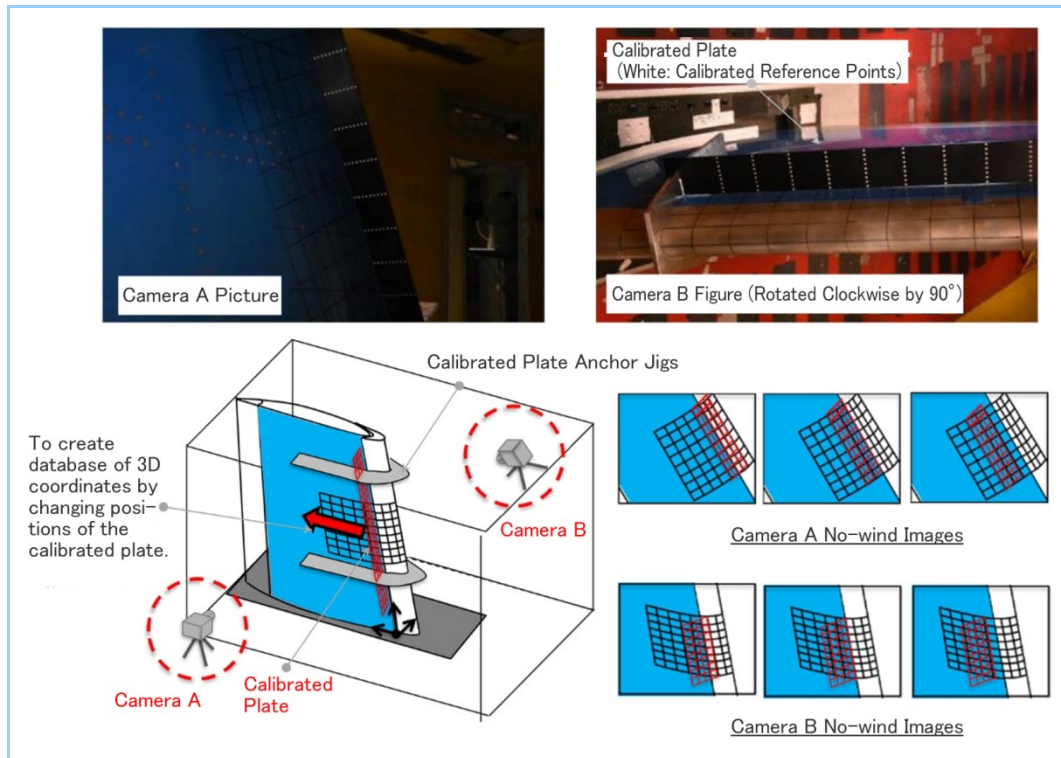 Calibrated Plate
(White: Calibrated Reference Points)
Camera A Picture
Camera B Figure (Rotated Clockwise by 90°)
Calibrated Plate Anchor Jigs
To create
database of 3D
coordinates by
changing posi-
tions of the
calibrated plate.
Camera B
Camera A
Calibrated
Plate
Camera A No-wind Images
Camera B No-wind Images